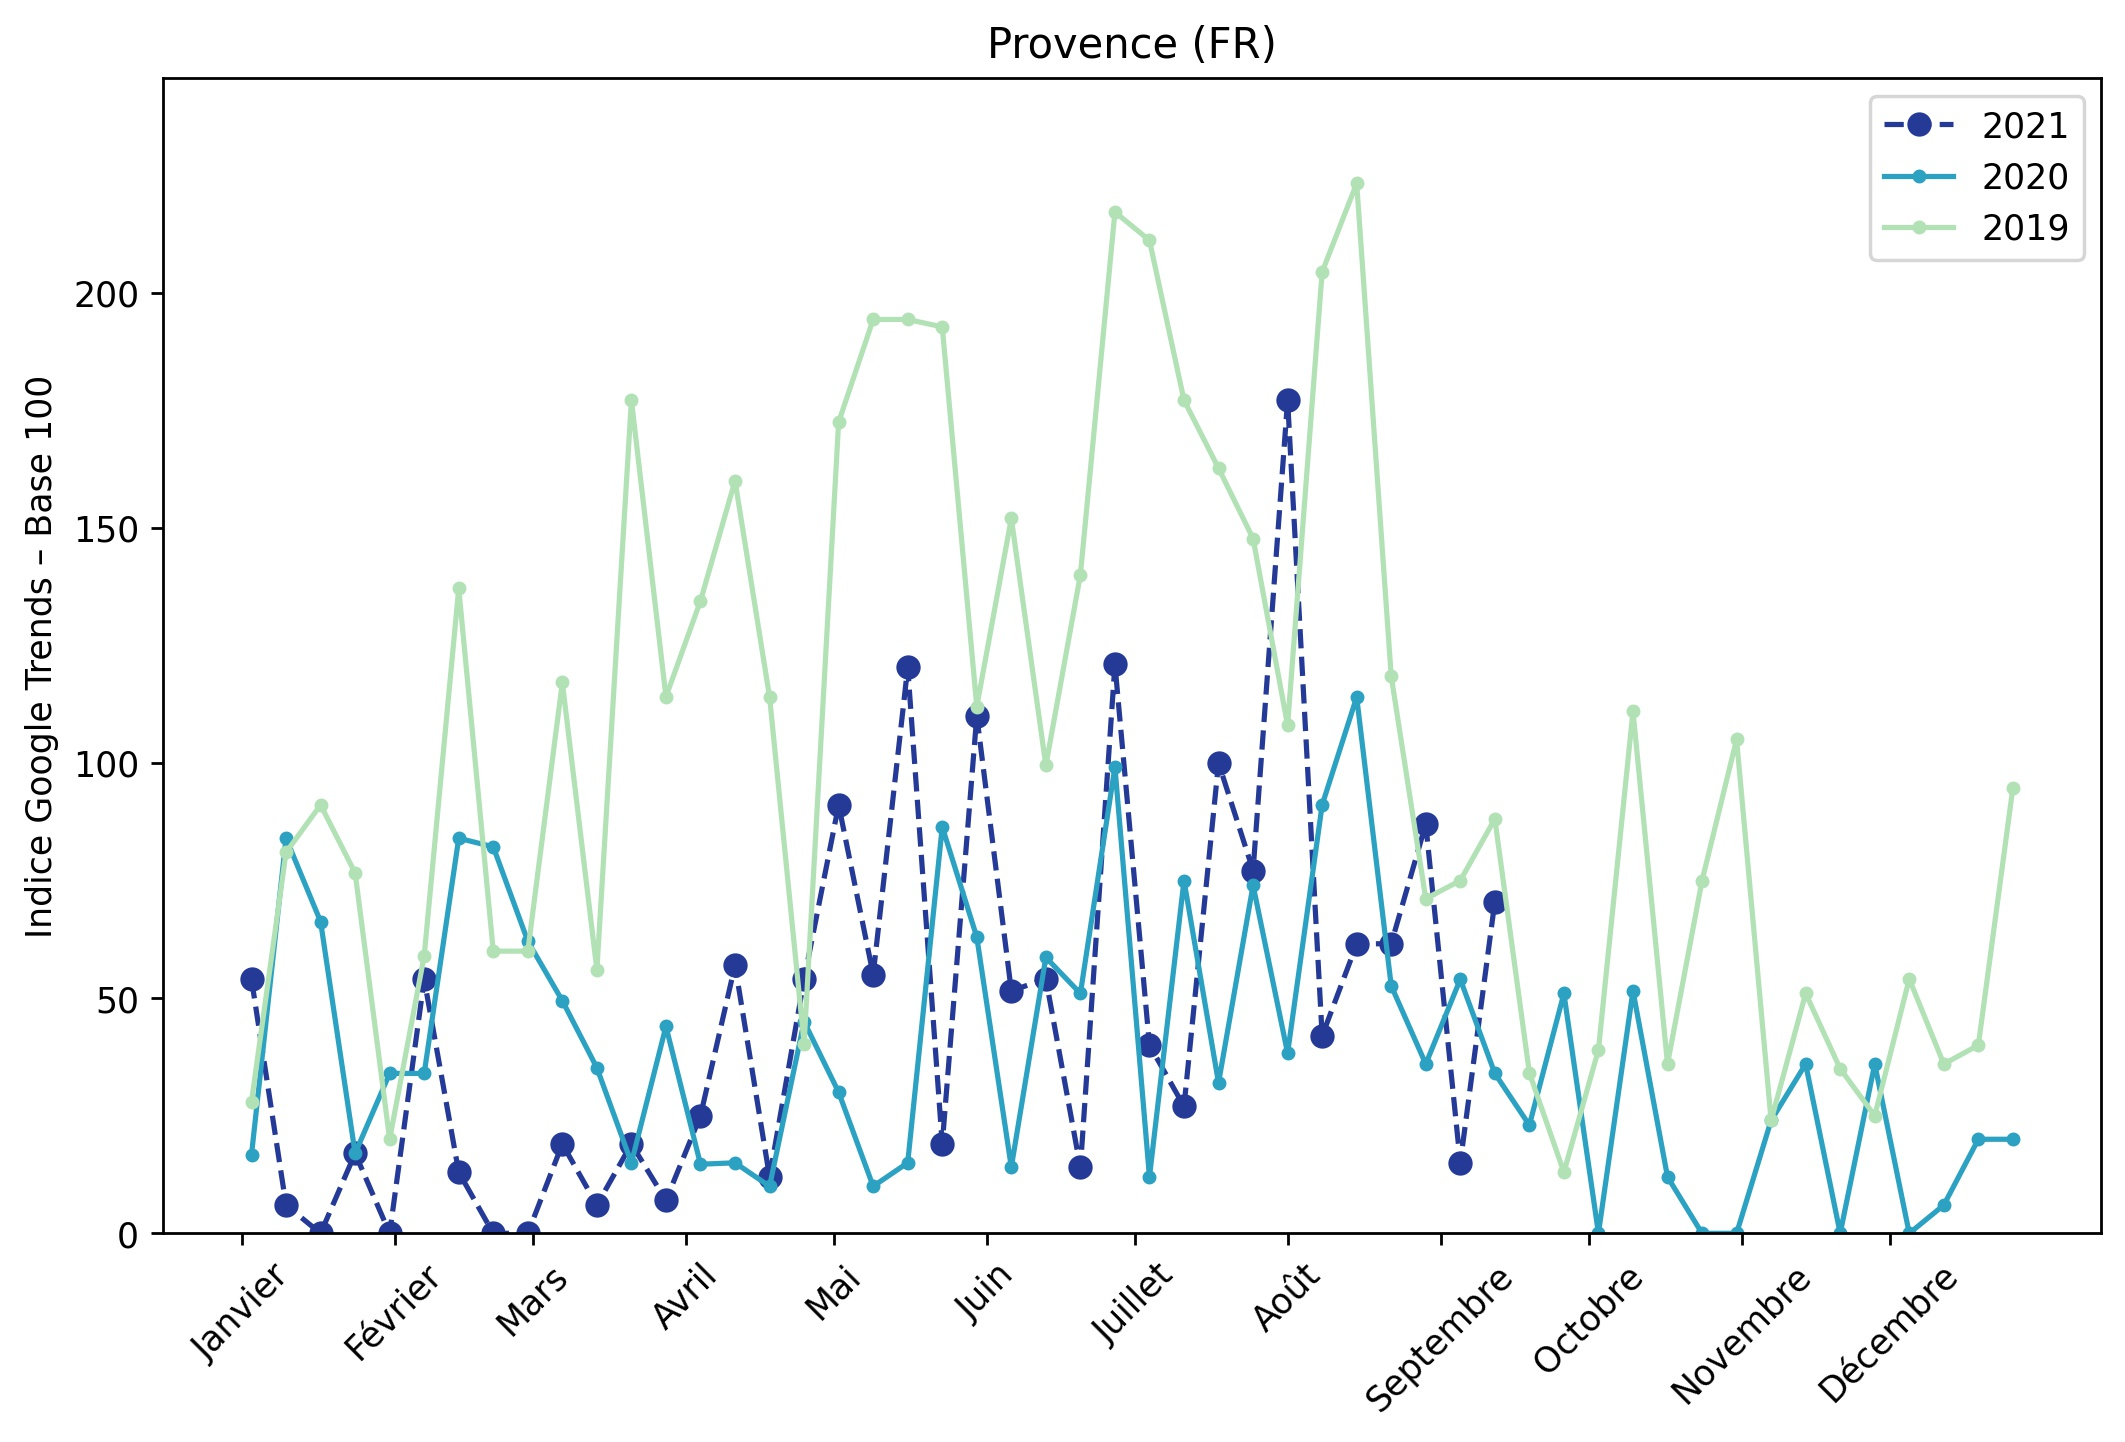 Provence (FR)
2021
2020
2019
Indice Google Trends – Base 100
200
150
100
50
0
Janvier
Février
Mars
Avril
Mai
Juin
Juillet
Août
Septembre
Octobre
Novembre
Décembre